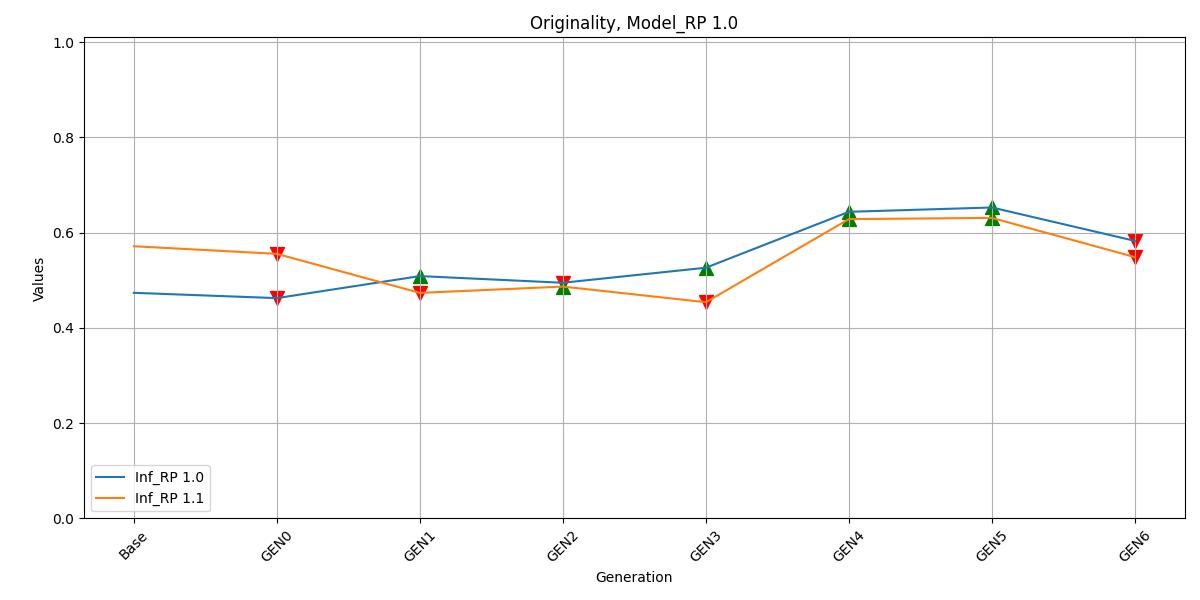 Originality, Model_RP 1.0
Values
1.0
0.8
0.6
0.4
0.2
0.0
Inf_RP 1.0
Inf_RP 1.1
Base
GEN0
GEN1
GEN2
GEN3
GEN4
GEN5
GEN6
Generation